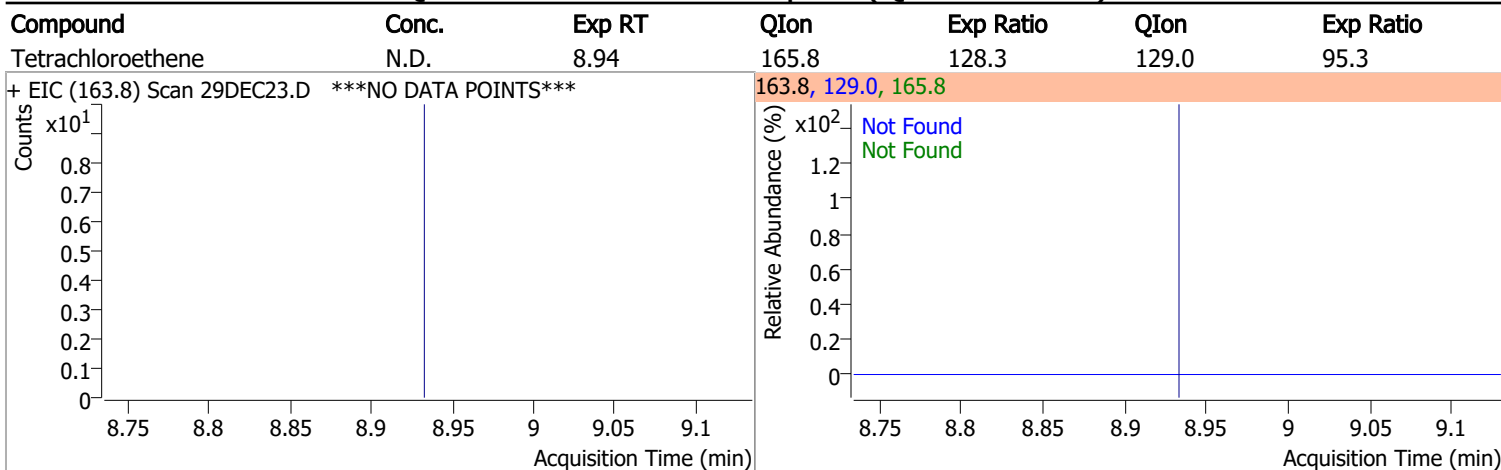 Compound Conc. Exp RT QIon Exp Ratio QIon Exp Ratio
Tetrachloroethene N.D. 8.94 165.8 128.3 129.0 95.3
+ EIC (163.8) Scan 29DEC23.D ***NO DATA POINTS***
Counts
x101
0.8
0.7
0.6
0.5
0.4
0.3
0.2
0.1
0
8.75 8.8 8.85 8.9 8.95 9 9.05 9.1
Acquisition Time (min)
163.8, 129.0, 165.8
Relative Abundance (%)
x102
Not Found
Not Found
1.2
1
0.8
0.6
0.4
0.2
0
8.75 8.8 8.85 8.9 8.95 9 9.05 9.1
Acquisition Time (min)